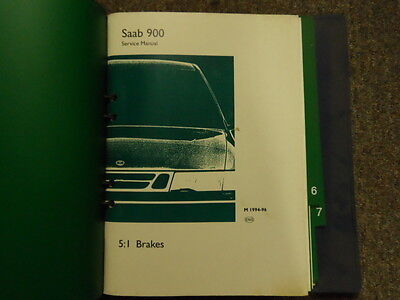 Saab 900
Service Manual
M 1994-96
5:1 Brakes
6
7